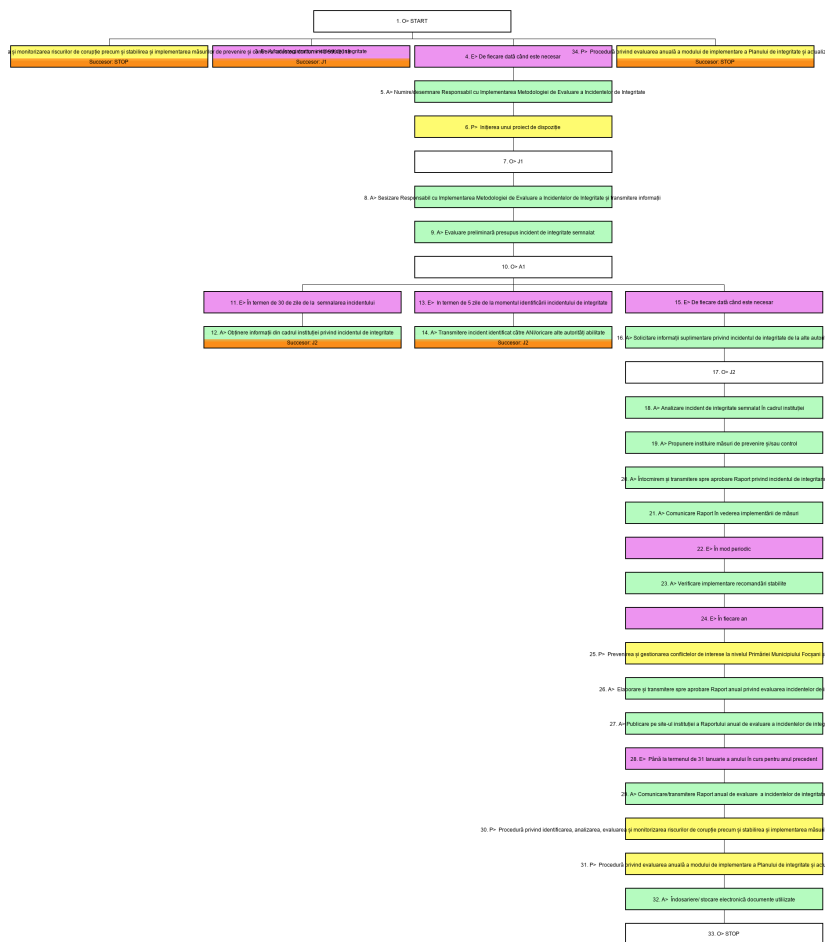 1. O> START
a și monitorizarea riscurilor de corupție precum și stabilirea și implementarea măsurilor de prevenire și
Succesor: STOP
Succesor: J1
4. E> De fiecare dată când este necesar
34. P> Procedură privind evaluarea anuală a modului de implementare a Planului de integritate și
Succesor: STOP
5. A> Numire/desemnare Responsabil cu Implementarea Metodologiei de Evaluare a Incidentelor de Integritate
6. P> Inițierea unui proiect de dispoziție
7. O> J1
8. A> Sesizare Responsabil cu Implementarea Metodologiei de Evaluare a Incidentelor de Integritate și transmitere informații
9. A> Evaluare preliminară presupus incident de integritate semnalat
10. O> A1
11. E> În termen de 30 de zile de la semnalarea incidentului
13. E> In termen de 5 zile de la momentul identificării incidentului de integritate
15. E> De fiecare dată când este necesar
12. A> Obținere informații din cadrul instituției privind incidentul de integritate
Succesor: J2
14. A> Transmitere incident identificat către ANI/oricare alte autorități abilitate
Succesor: J2
16. A> Solicitare informații suplimentare privind incidentul de integritate de la alte
17. O> J2
18. A> Analizare incident de integritate semnalat în cadrul instituției
19. A> Propunere instituire măsuri de prevenire și/sau control
20. A> Întocmirem și transmitere spre aprobare Raport privind incidentul de integritare
21. A> Comunicare Raport în vederea implementării de măsuri
22. E> În mod periodic
23. A> Verificare implementare recomandări stabilite
24. E> În fiecare an
25. P> Prevenirea și gestionarea conflictelor de interese la nivelul Primăriei Municipiului Focșani
26. A> Elaborare și transmitere spre aprobare Raport anual privind evaluarea incidentelor de
27. A> Publicare pe site-ul instituției a Raportului anual de evaluare a incidentelor de
28. E> Până la termenul de 31 Ianuarie a anului în curs pentru anul precedent
29. A> Comunicare/transmitere Raport anual de evaluare a incidentelor de integritate
30. P> Procedură privind identificarea, analizarea, evaluarea și monitorizarea riscurilor de corupție precum și stabilirea și implementarea
31. P> Procedură privind evaluarea anuală a modului de implementare a Planului de integritate și
32. A> Îndosariere/ stocare electronică documente utilizate
33. O> STOP